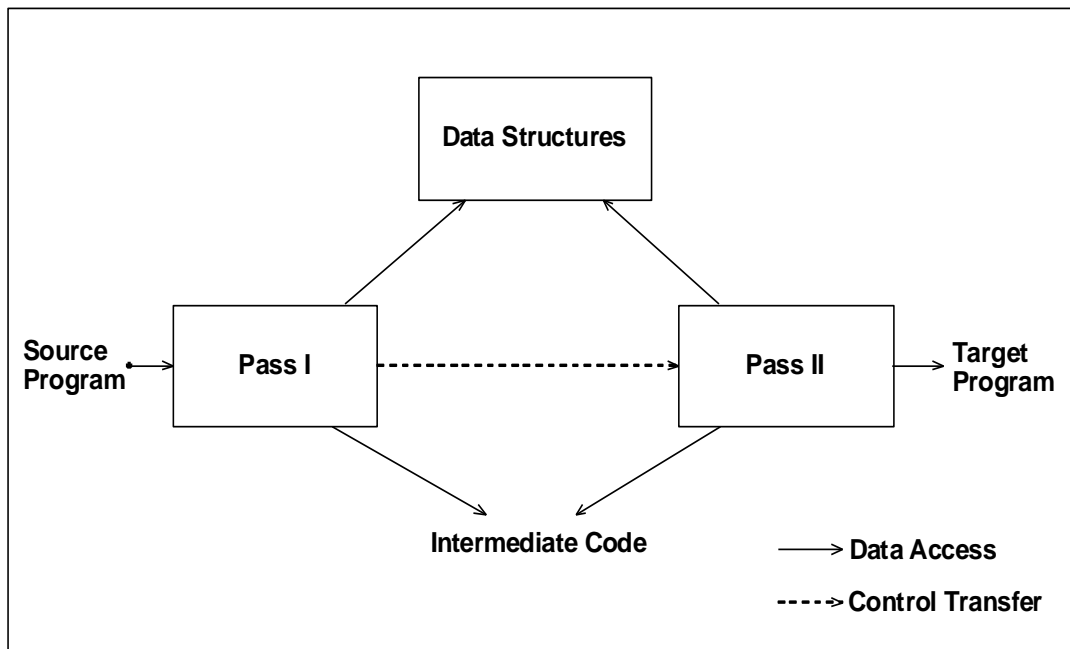 Data Structures
Source
Program
Pass I
Pass II
Target
Program
Intermediate Code
Data Access
Control Transfer